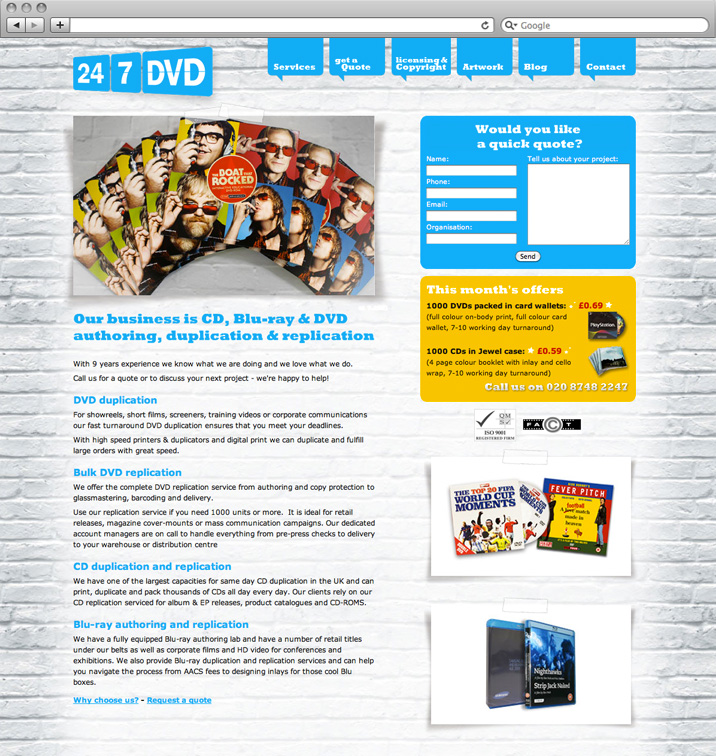 Google
24 7 DVD
Services
get a
Quote
licensing &
Copyright
Artwork
Blog
Contact
THE BOAT THAT
ROCKED
Our business is CD, Blu-ray & DVD
authoring, duplication & replication
With 9 years experience we know what we are doing and we love what we do.
Call us for a quote or to discuss your next project - we're happy to help!
DVD duplication
For showreels, short films, screeners, training videos or corporate communications
our fast turnaround DVD duplication ensures that you meet your deadlines.
With high speed printers & duplicators and digital print we can duplicate and fulfill
large orders with great speed.
Bulk DVD replication
We offer the complete DVD replication service from authoring and copy protection to
glassmastering, barcoding and delivery.
Use our replication service if you need 1000 units or more.  It is ideal for retail
releases, magazine cover-mounts or mass communication campaigns. Our dedicated
account managers are on call to handle everything from pre-press checks to delivery
to your warehouse or distribution centre
CD duplication and replication
We have one of the largest capacities for same day CD duplication in the UK and can
print, duplicate and pack thousands of CDs all day every day. Our clients rely on our
CD replication serviced for album & EP releases, product catalogues and CD-ROMS.
Blu-ray authoring and replication
We have a fully equipped Blu-ray authoring lab and have a number of retail titles
under our belts as well as corporate films and HD video for conferences and
exhibitions. We also provide Blu-ray duplication and replication services and can help
you navigate the process from AACS fees to designing inlays for those cool Blu
boxes.
Why choose us? - Request a quote
Would you like
a quick quote?
Name:
Phone:
Email:
Organisation:
Tell us about your project:
Send
This month's offers
1000 DVDs packed in card wallets: £0.69
(full colour on-body print, full colour card
wallet, 7-10 working day turnaround)
PlayStation.
1000 CDs in Jewel case: £0.59
(4 page colour booklet with inlay and cello
wrap, 7-10 working day turnaround)
Call us on 020 8748 2247
QMS
ISO 9001
REGISTERED FIRM
FACT
THE TOP 20 FIFA
WORLD CUP
MOMENTS
FEVER PITCH
football
A love match
made in
heaven
Nighthawks
Strip Jack Naked